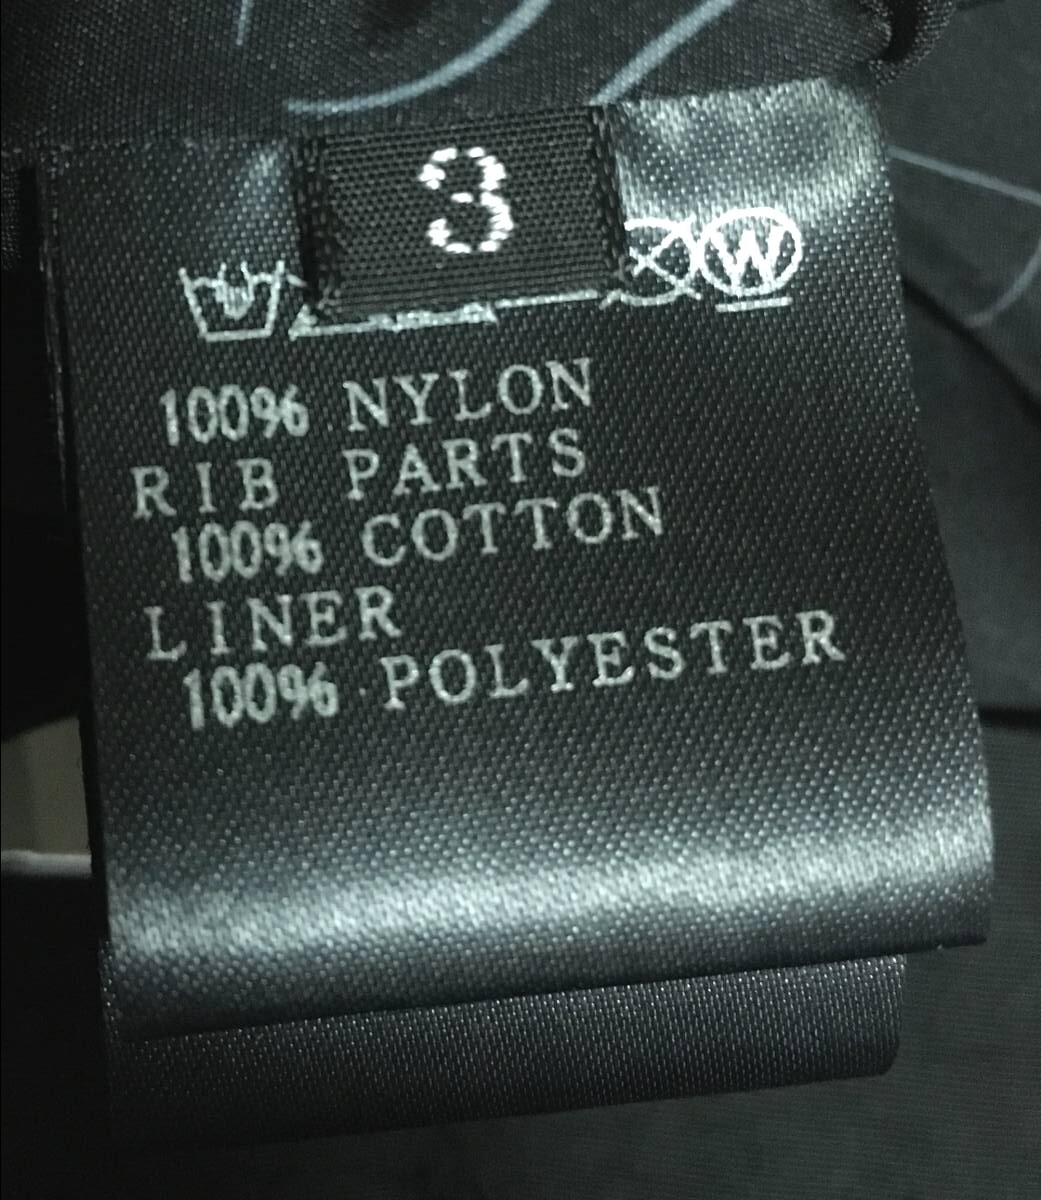 3
W
100% NYLON
RIB PARTS
100% COTTON
LINER
100% POLYESTER